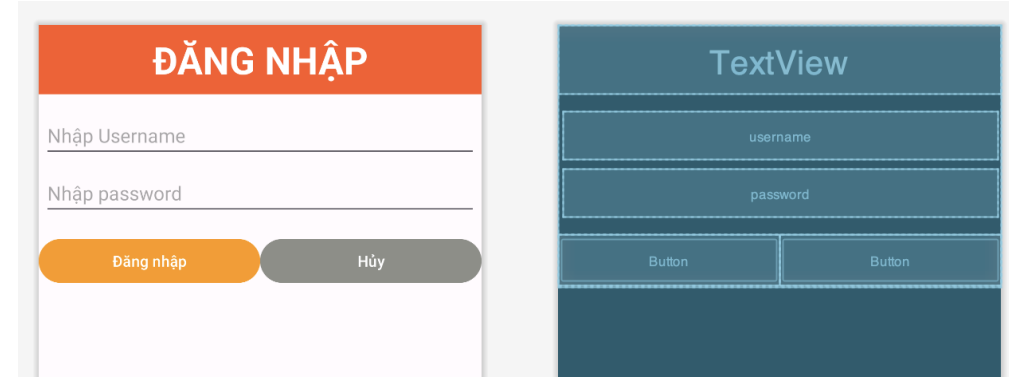 ĐĂNG NHẬP
Nhập Username
Nhập password
Đăng nhập
Hủy
TextView
username
password
Button
Button